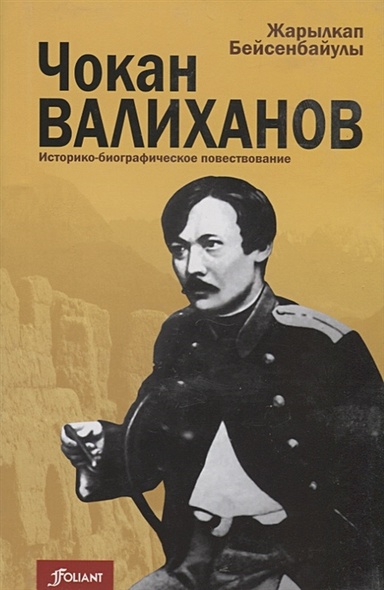 Жарылкап
Бейсенбайулы
Чокан
ВАЛИХАНОВ
Историко-биографическое повествование
FOLIANT